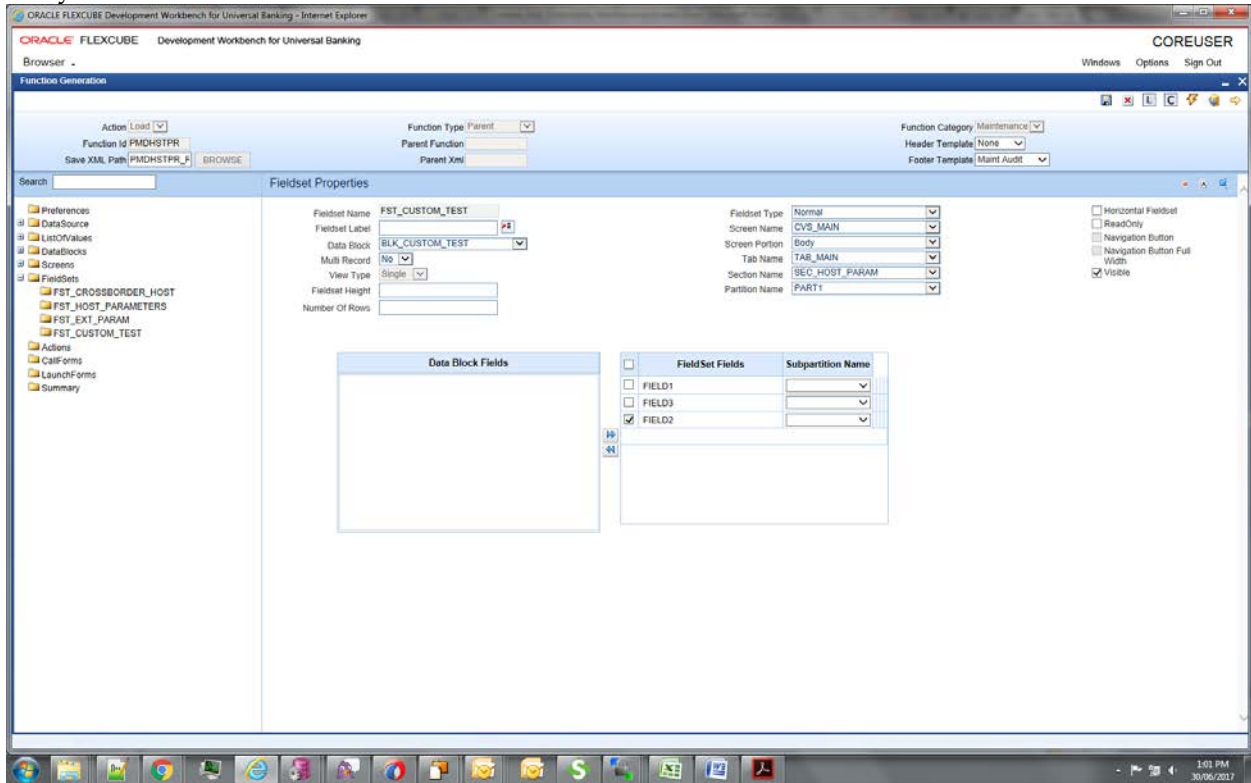 ORACLE FLEXCUBE Development Workbench for Universal Banking - Internet Explorer
ORACLE FLEXCUBE Development Workbench for Universal Banking COREUSER
Browser Windows Options Sign Out
Function Generation
L C
Action Load Function Type Parent Function Category Maintenance
Function Id PMDHSTPR Parent Function Header Template None
Save XML Path PMDHSTPR_F BROWSE Parent Xml Footer Template Maint Audit
Search Fieldset Properties
Preferences
DataSource
ListOfValues
DataBlocks
Screens
FieldSets
FST_CROSSBORDER_HOST
FST_HOST_PARAMETERS
FST_EXT_PARAM
FST_CUSTOM_TEST
Actions
CallForms
LaunchForms
Summary
Fieldset Name FST_CUSTOM_TEST
Fieldset Label
Data Block BLK_CUSTOM_TEST
Multi Record No
View Type Single
Fieldset Height
Number Of Rows
Fieldset Type Normal
Screen Name CVS_MAIN
Screen Portion Body
Tab Name TAB_MAIN
Section Name SEC_HOST_PARAM
Partition Name PART1
Horizontal Fieldset
ReadOnly
Navigation Button
Navigation Button Full
Width
Visible
Data Block Fields
FieldSet Fields Subpartition Name
FIELD1
FIELD3
FIELD2
1:01 PM
30/06/2017